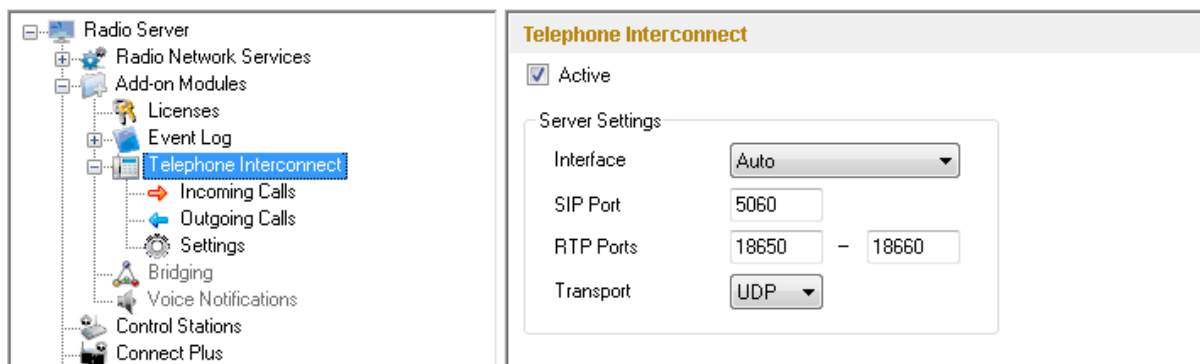 Radio Server
Radio Network Services
Add-on Modules
Licenses
Event Log
Telephone Interconnect
Incoming Calls
Outgoing Calls
Settings
Bridging
Voice Notifications
Control Stations
Connect Plus
Telephone Interconnect
Active
Server Settings
Interface Auto
SIP Port 5060
RTP Ports 18650 – 18660
Transport UDP